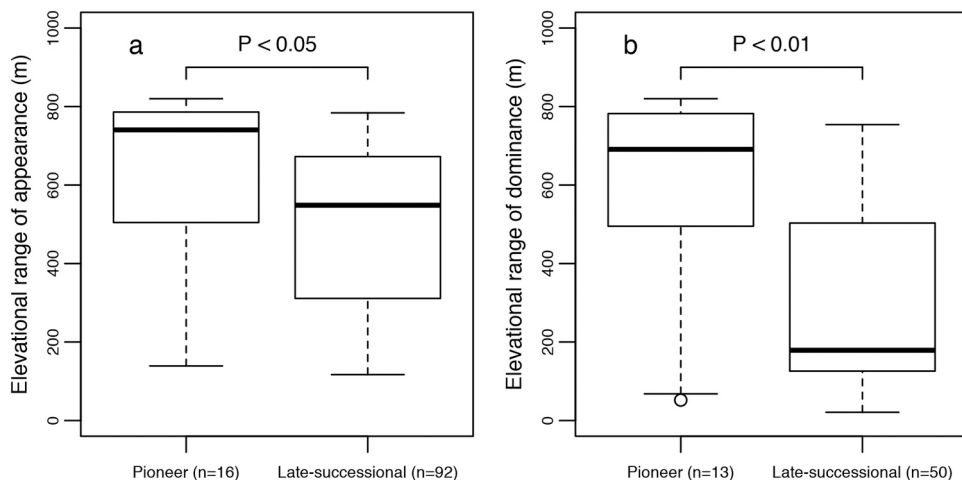 a
P < 0.05
Elevational range of appearance (m)
1000
800
600
400
200
0
Pioneer (n=16)
Late-successional (n=92)
b
P < 0.01
Elevational range of dominance (m)
1000
800
600
400
200
0
Pioneer (n=13)
Late-successional (n=50)